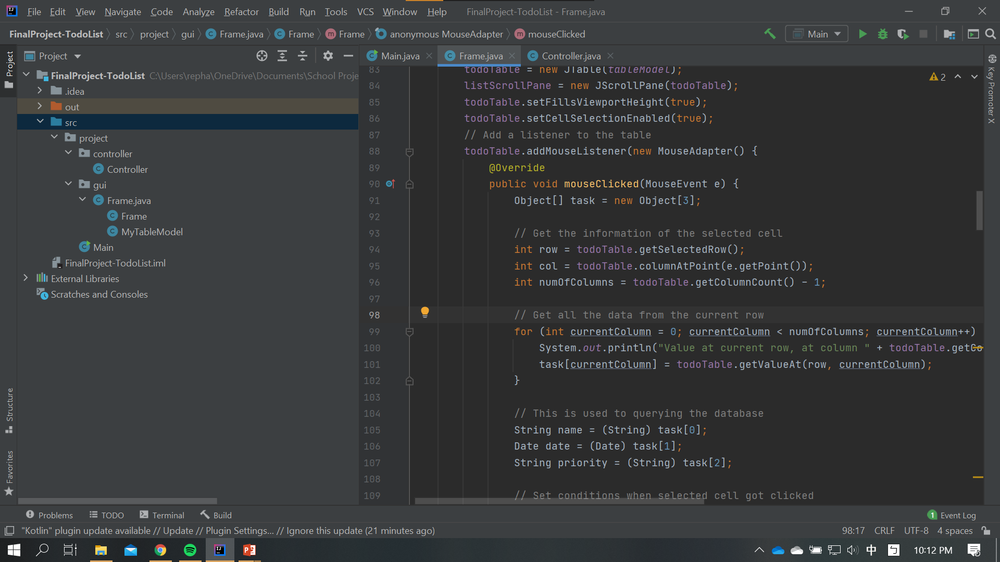 File Edit View Navigate Code Analyze Refactor Build Run Tools VCS Window Help FinalProject-TodoList - Frame.java
FinalProject-TodoList src project gui Frame.java Frame Frame anonymous MouseAdapter mouseClicked Main
Project
Project
FinalProject-TodoList C:\Users\repha\OneDrive\Documents\School Proje
.idea
out
src
project
controller
Controller
gui
Frame.java
Frame
MyTableModel
Main
FinalProject-TodoList.iml
External Libraries
Scratches and Consoles
Structure
Favorites
Main.java Frame.java Controller.java
2
Key Promoter X
83 todoTable = new JTable(tableModel);
84 listScrollPane = new JScrollPane(todoTable);
85 todoTable.setFillsViewportHeight(true);
86 todoTable.setCellSelectionEnabled(true);
87 // Add a listener to the table
88 todoTable.addMouseListener(new MouseAdapter() {
89 @Override
90 public void mouseClicked(MouseEvent e) {
91 Object[] task = new Object[3];
92
93 // Get the information of the selected cell
94 int row = todoTable.getSelectedRow();
95 int col = todoTable.columnAtPoint(e.getPoint());
96 int numOfColumns = todoTable.getColumnCount() - 1;
97
98 // Get all the data from the current row
99 for (int currentColumn = 0; currentColumn < numOfColumns; currentColumn++)
100 System.out.println("Value at current row, at column " + todoTable.getCo
101 task[currentColumn] = todoTable.getValueAt(row, currentColumn);
102 }
103
104 // This is used to querying the database
105 String name = (String) task[0];
106 Date date = (Date) task[1];
107 String priority = (String) task[2];
108
109 // Set conditions when selected cell got clicked
Problems TODO Terminal Build 1 Event Log
"Kotlin" plugin update available // Update // Plugin Settings... // Ignore this update (21 minutes ago) 98:17 CRLF UTF-8 4 spaces
中 ㄅ 10:12 PM